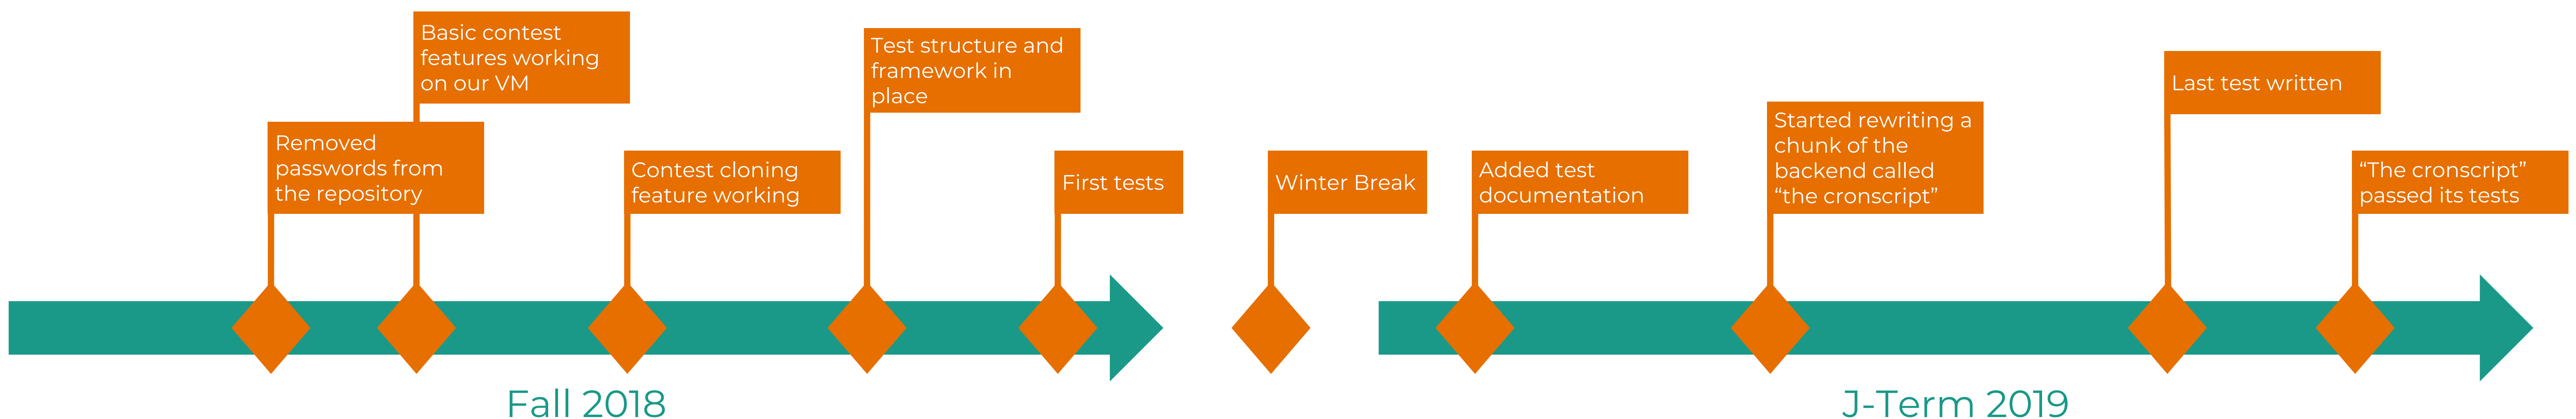 Removed
passwords from
the repository
Basic contest
features working
on our VM
Contest cloning
feature working
Test structure and
framework in
place
First tests
Winter Break
Added test
documentation
Started rewriting a
chunk of the
backend called
“the cronscript”
Last test written
“The cronscript”
passed its tests
Fall 2018
J-Term 2019